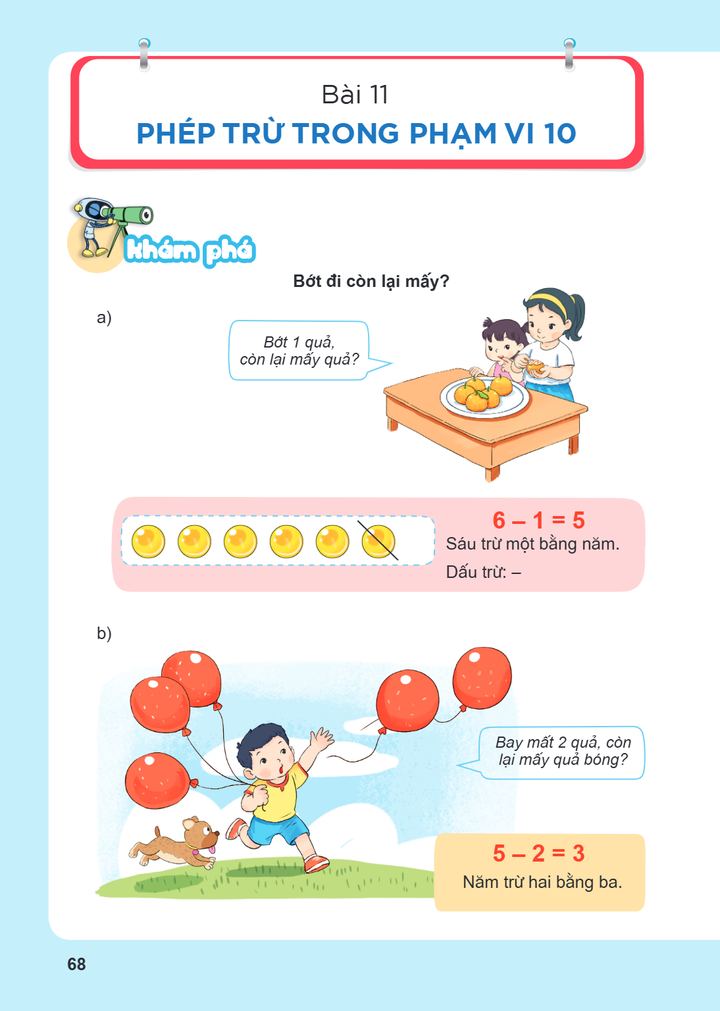 Bài 11
PHÉP TRỪ TRONG PHẠM VI 10
Khám phá
Bớt đi còn lại mấy?
a)
Bớt 1 quả,
còn lại mấy quả?
6 – 1 = 5
Sáu trừ một bằng năm.
Dấu trừ: –
b)
Bay mất 2 quả, còn
lại mấy quả bóng?
5 – 2 = 3
Năm trừ hai bằng ba.
68